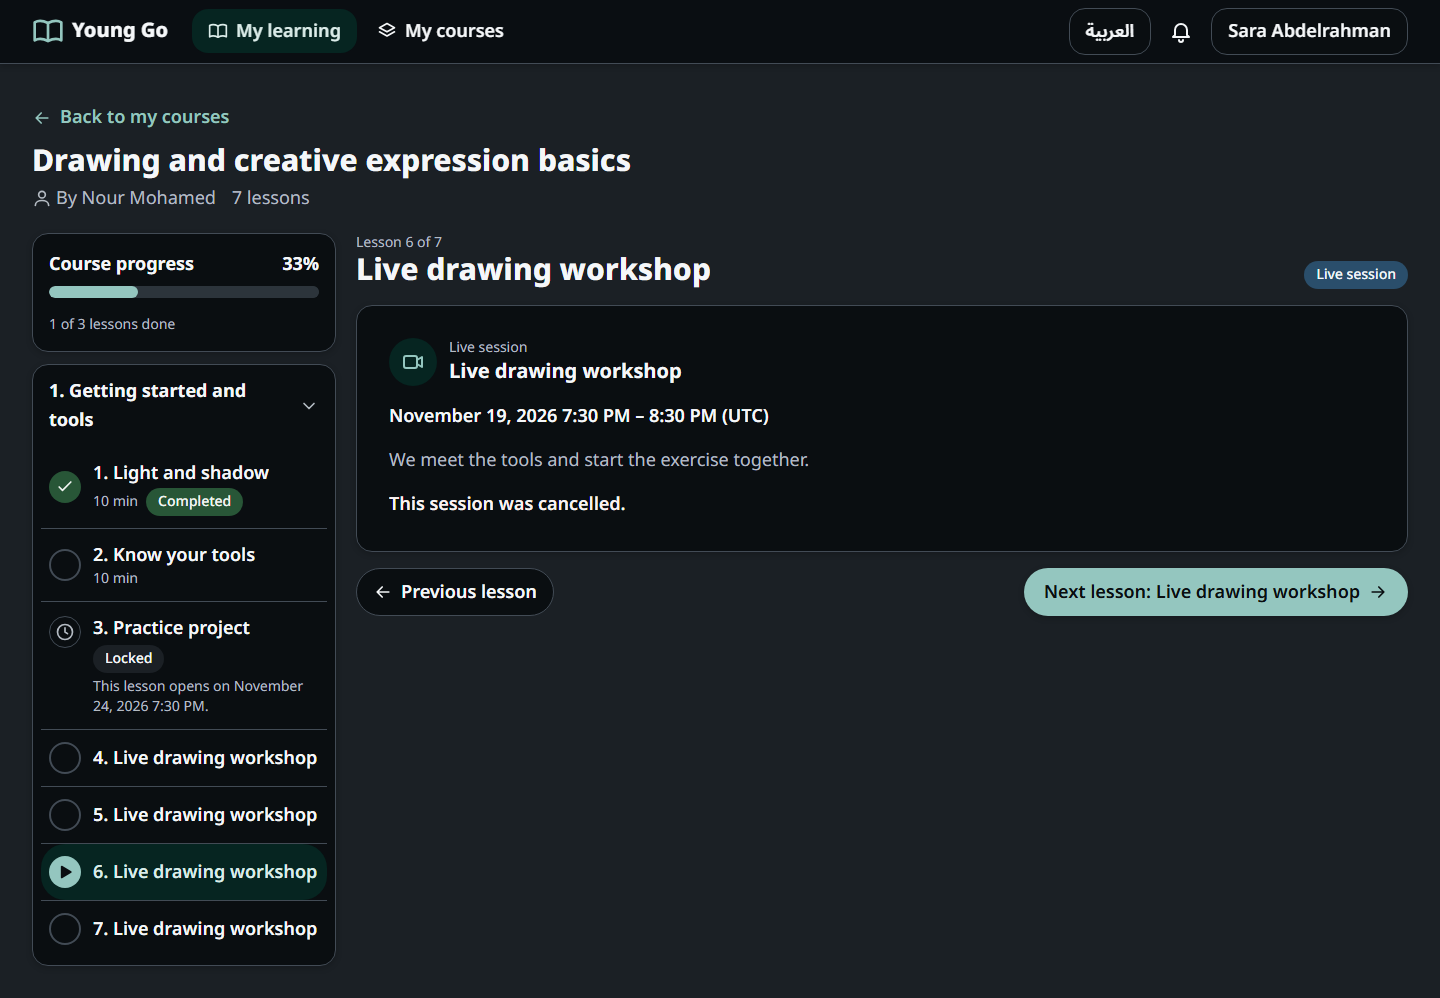 Young Go
My learning
My courses
العربية
Sara Abdelrahman
Back to my courses
Drawing and creative expression basics
By Nour Mohamed 7 lessons
Course progress 33%
1 of 3 lessons done
1. Getting started and
tools
1. Light and shadow
10 min Completed
2. Know your tools
10 min
3. Practice project
Locked
This lesson opens on November
24, 2026 7:30 PM.
4. Live drawing workshop
5. Live drawing workshop
6. Live drawing workshop
7. Live drawing workshop
Lesson 6 of 7
Live drawing workshop
Live session
Live session
Live drawing workshop
November 19, 2026 7:30 PM – 8:30 PM (UTC)
We meet the tools and start the exercise together.
This session was cancelled.
Previous lesson
Next lesson: Live drawing workshop